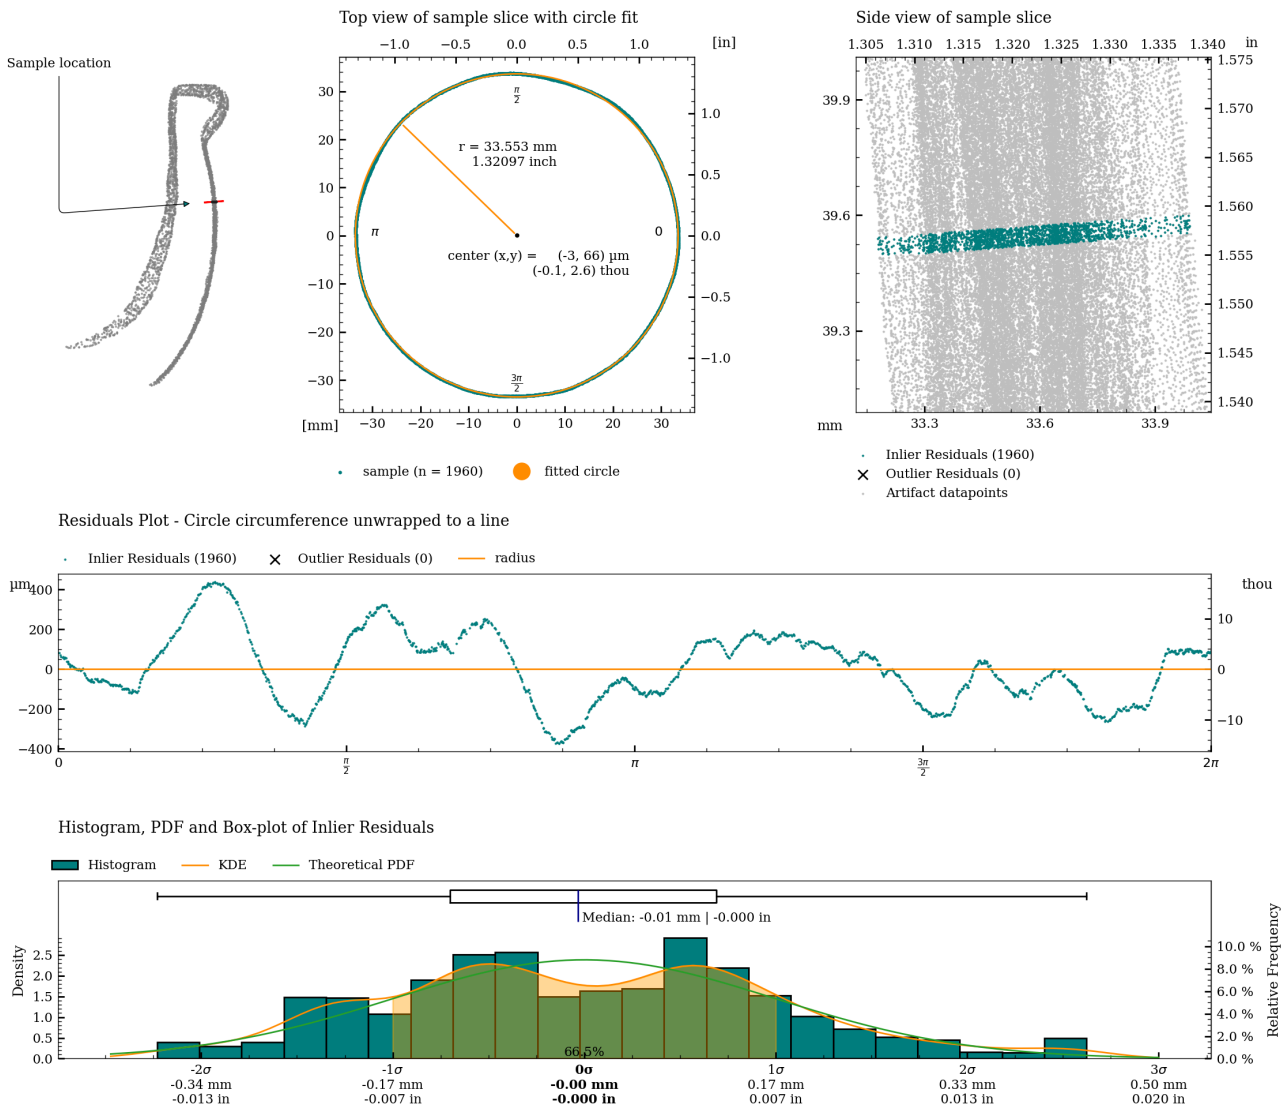 Top view of sample slice with circle fit
Side view of sample slice
−1.0 −0.5 0.0 0.5 1.0 [in]
1.305 1.310 1.315 1.320 1.325 1.330 1.335 1.340 in
Sample location
30
20
10
0
−10
−20
−30
π/2
π
0
3π/2
r = 33.553 mm
1.32097 inch
center (x,y) = (-3, 66) µm
(-0.1, 2.6) thou
1.0
0.5
0.0
−0.5
−1.0
[mm] −30 −20 −10 0 10 20 30
sample (n = 1960) fitted circle
39.9
39.6
39.3
1.575
1.570
1.565
1.560
1.555
1.550
1.545
1.540
mm 33.3 33.6 33.9
Inlier Residuals (1960)
Outlier Residuals (0)
Artifact datapoints
Residuals Plot - Circle circumference unwrapped to a line
Inlier Residuals (1960) Outlier Residuals (0) radius
µm
400
200
0
−200
−400
thou
10
0
−10
0 π/2 π 3π/2 2π
Histogram, PDF and Box-plot of Inlier Residuals
Histogram KDE Theoretical PDF
Median: -0.01 mm | -0.000 in
Density
2.5
2.0
1.5
1.0
0.5
0.0
Relative Frequency
10.0 %
8.0 %
6.0 %
4.0 %
2.0 %
0.0 %
66.5%
-2σ -1σ 0σ 1σ 2σ 3σ
-0.34 mm -0.17 mm -0.00 mm 0.17 mm 0.33 mm 0.50 mm
-0.013 in -0.007 in -0.000 in 0.007 in 0.013 in 0.020 in